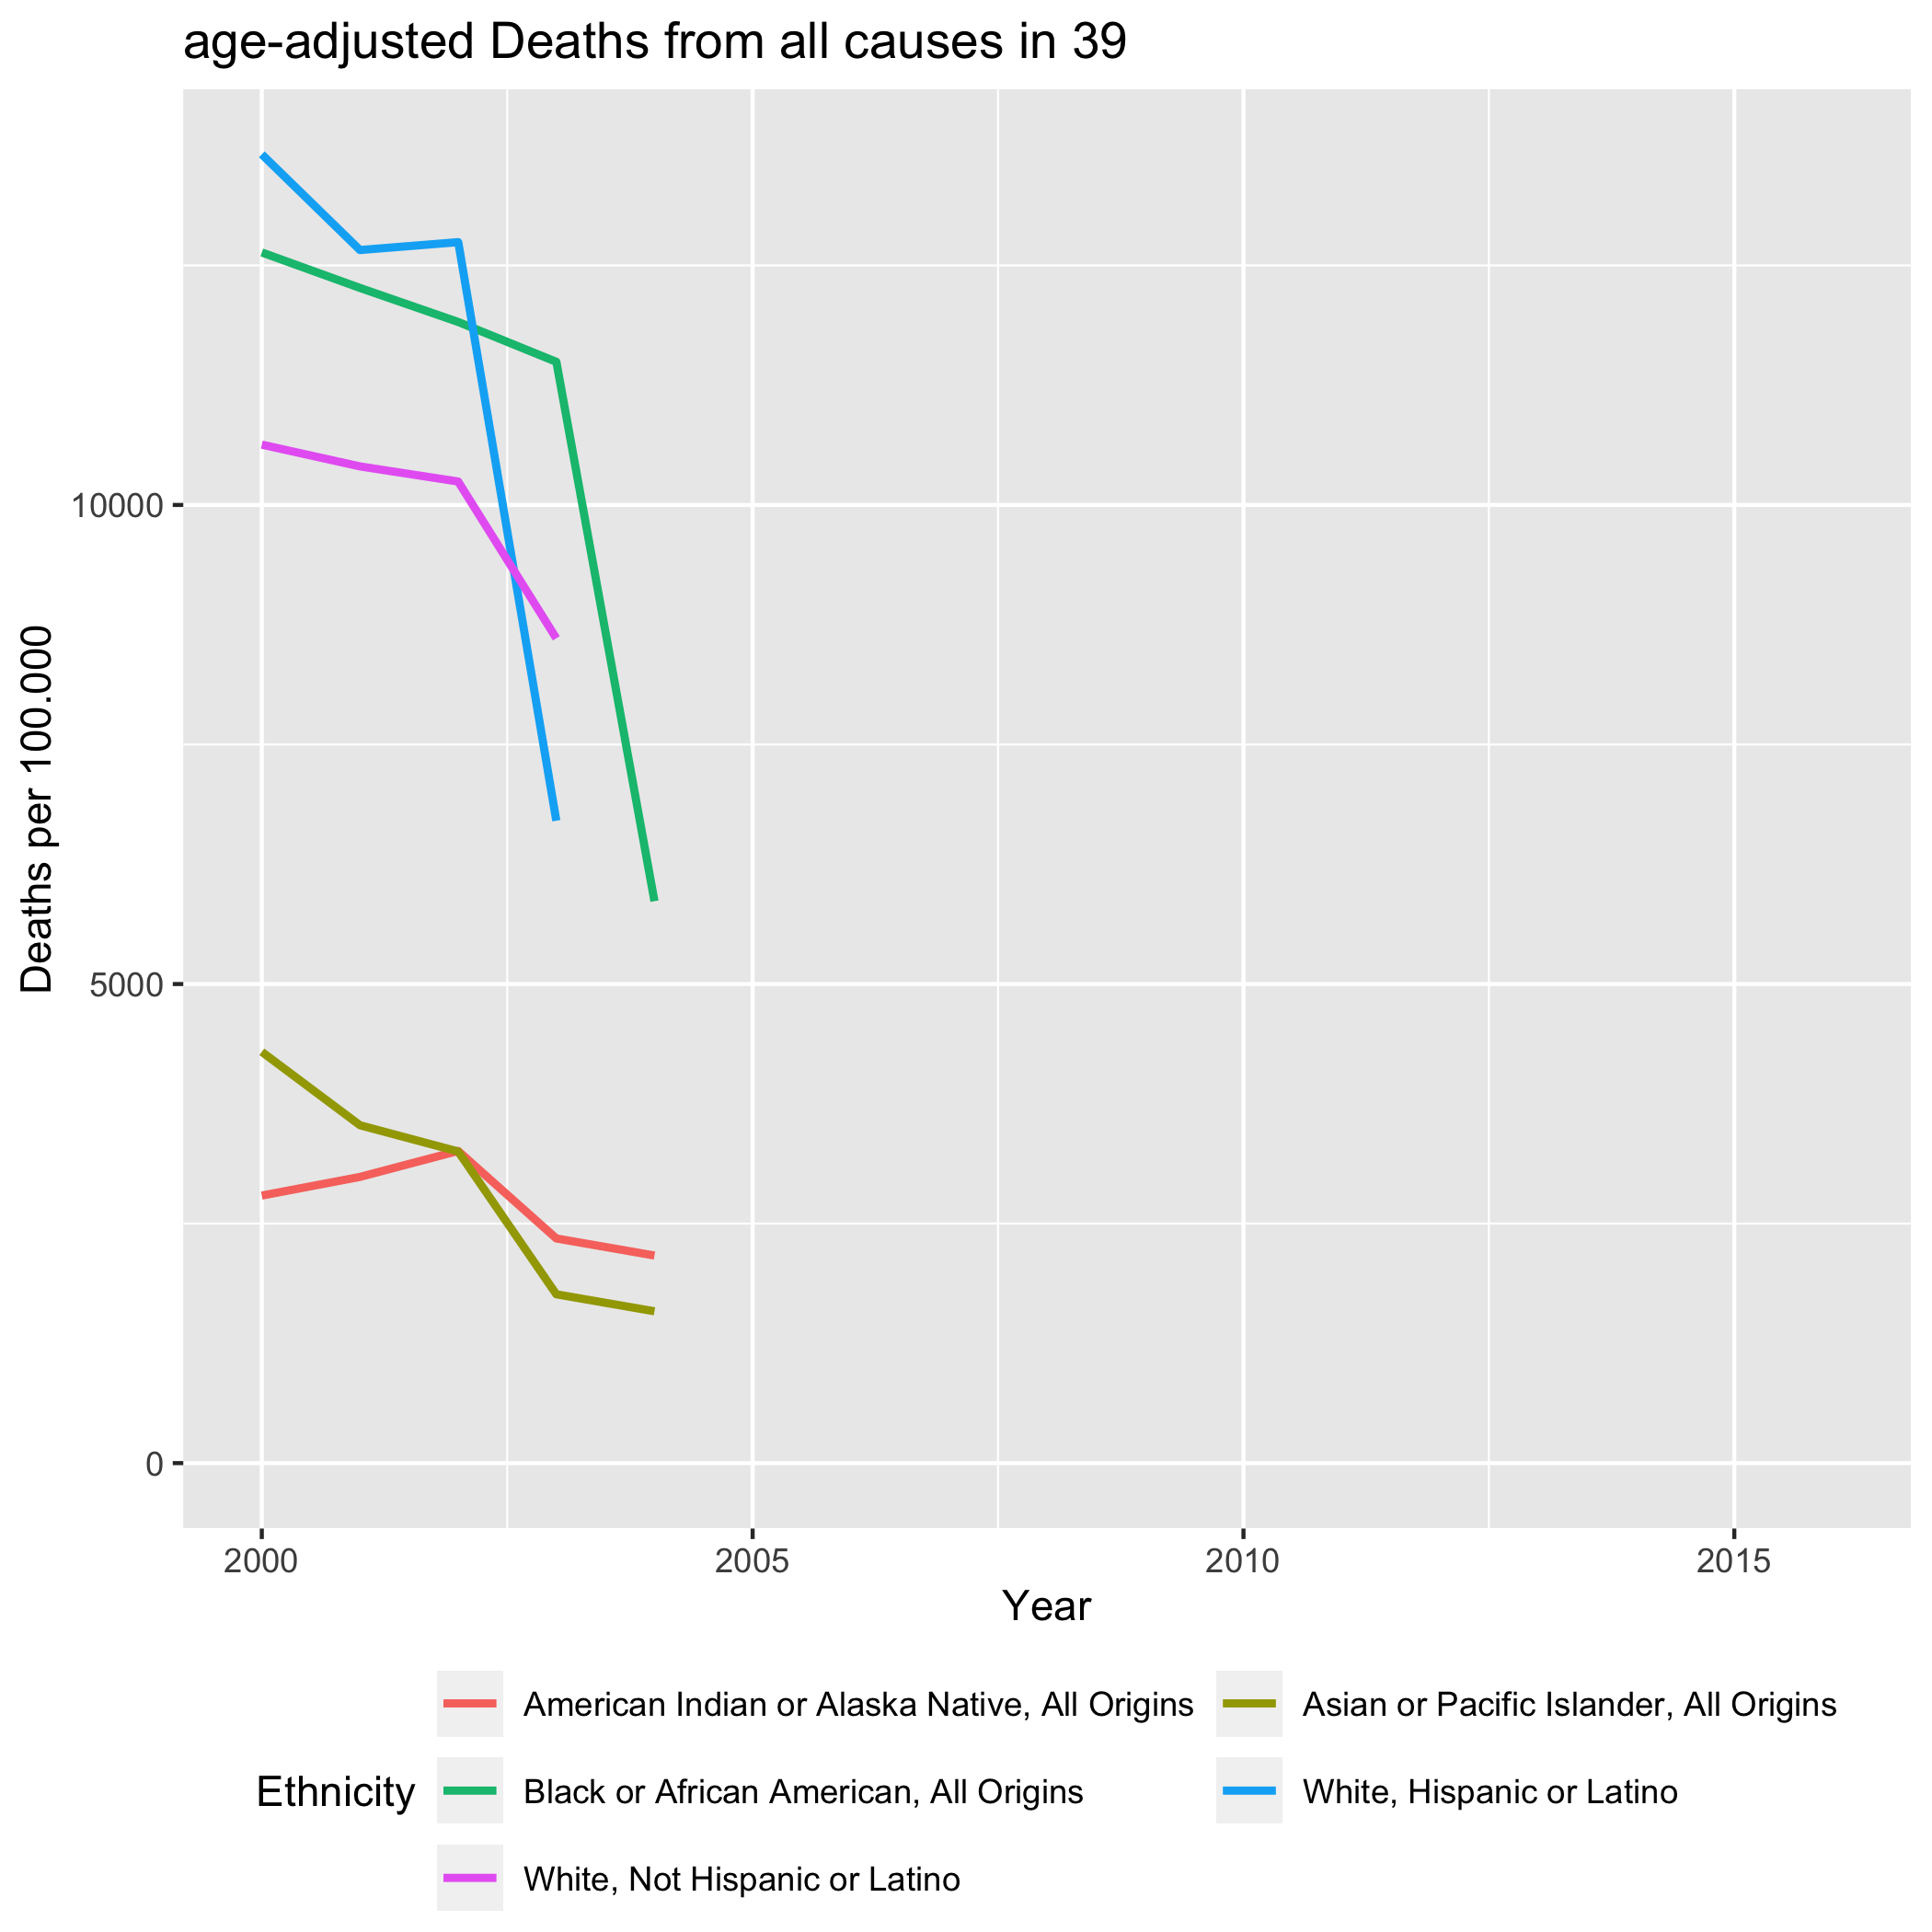 age-adjusted Deaths from all causes in 39
Deaths per 100.000
10000
5000
0
2000 2005 2010 2015
Year
Ethnicity
American Indian or Alaska Native, All Origins
Asian or Pacific Islander, All Origins
Black or African American, All Origins
White, Hispanic or Latino
White, Not Hispanic or Latino